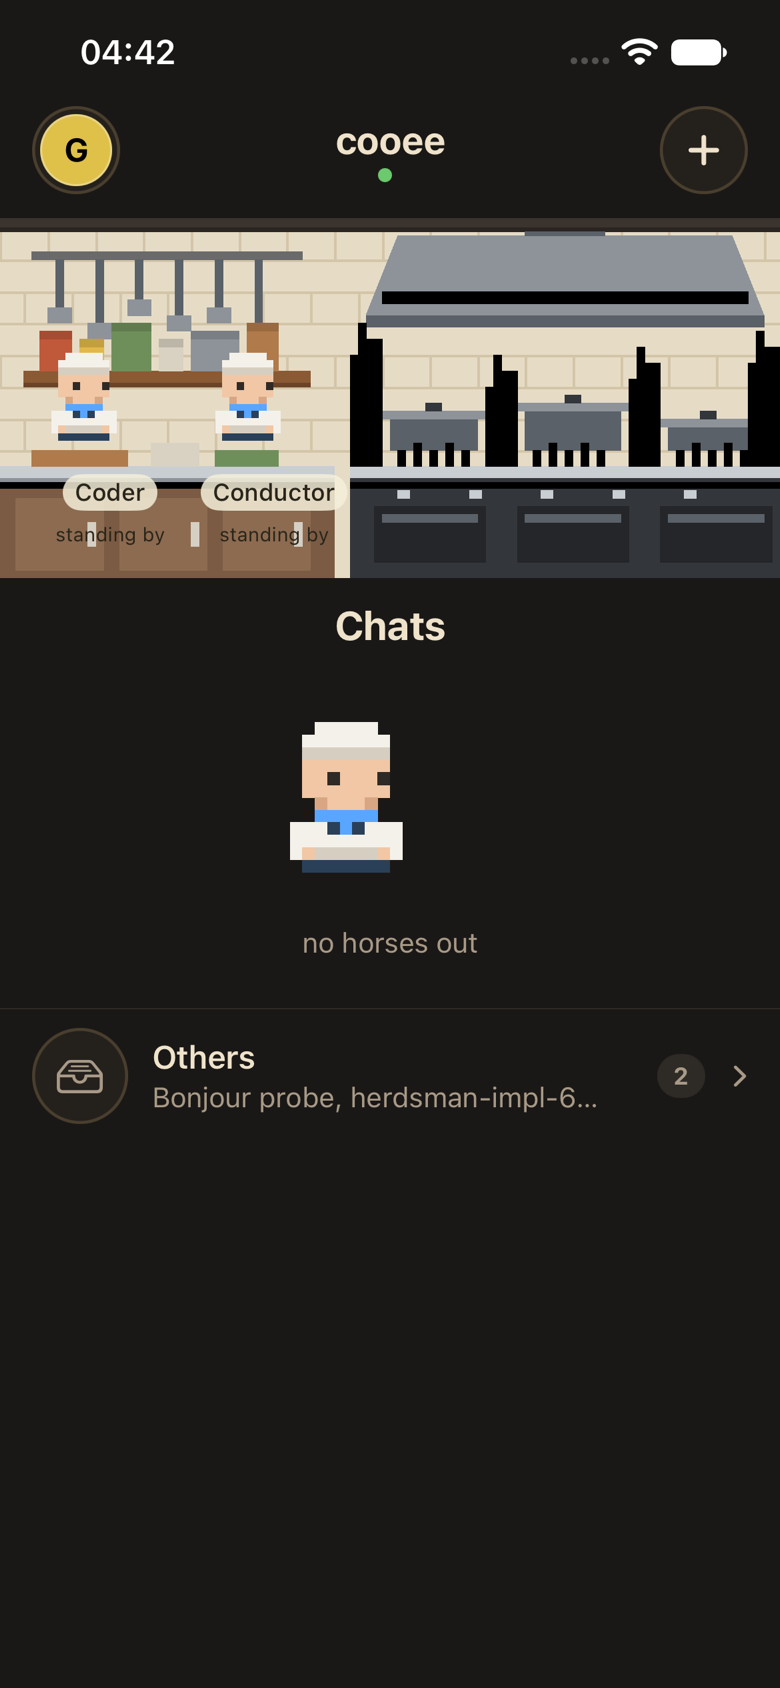 04:42
G
cooee
Coder
Conductor
standing by
standing by
Chats
no horses out
Others
Bonjour probe, herdsman-impl-6...
2